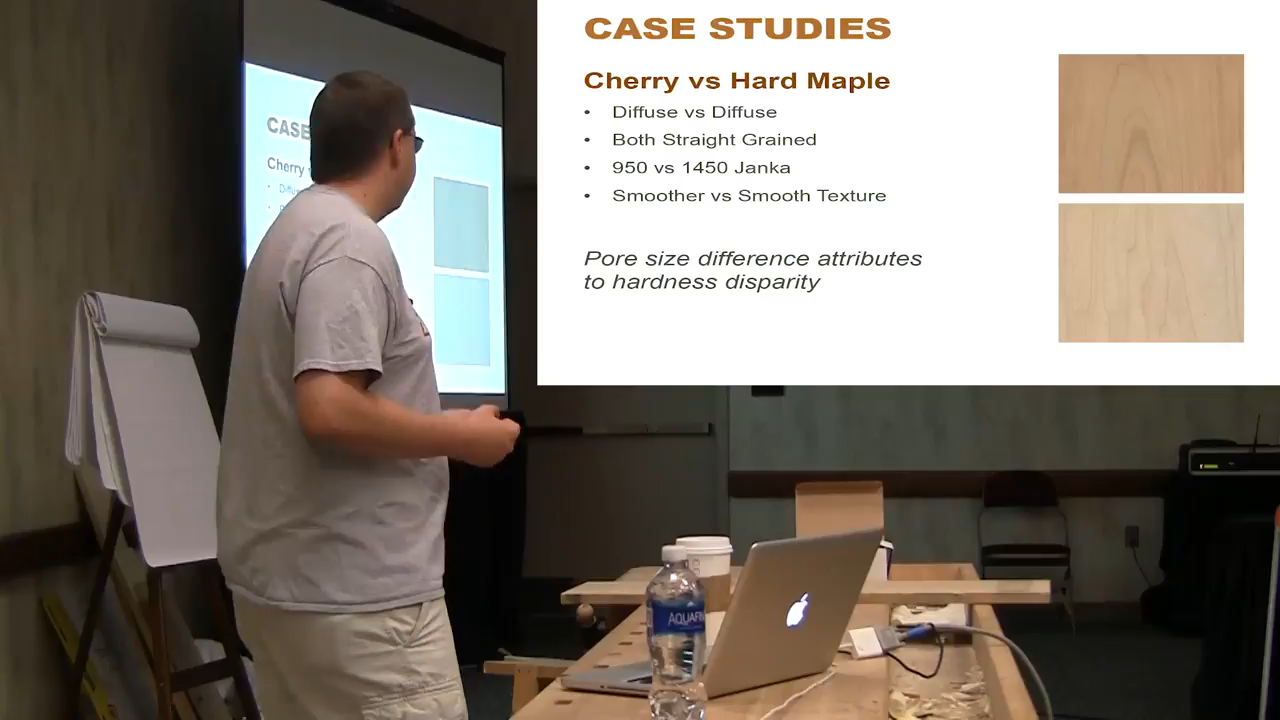 CASE STUDIES
Cherry vs Hard Maple
• Diffuse vs Diffuse
• Both Straight Grained
• 950 vs 1450 Janka
• Smoother vs Smooth Texture
Pore size difference attributes
to hardness disparity
CASE
Cherry
AQUAFI